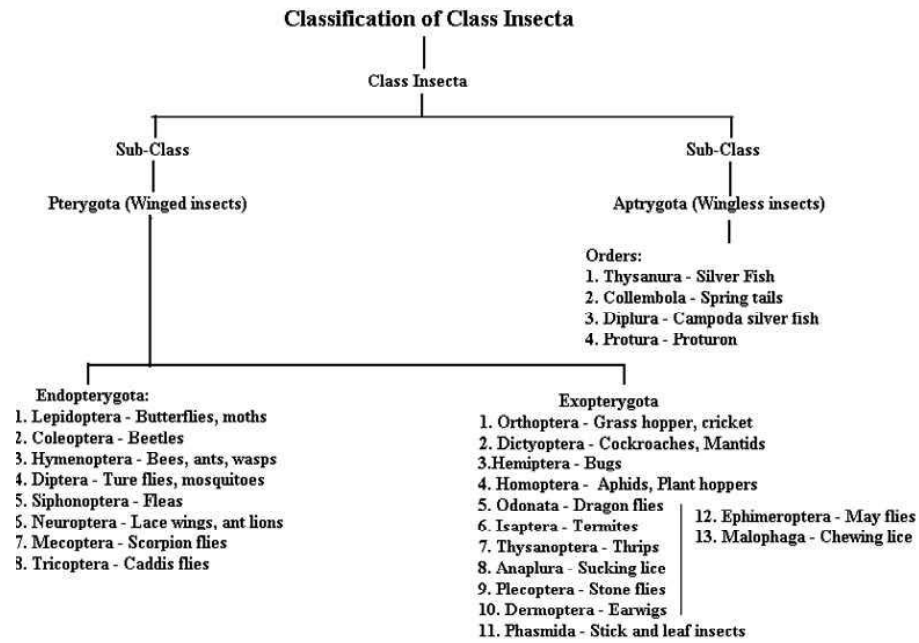 Classification of Class Insecta
Class Insecta
Sub-Class
Sub-Class
Pterygota (Winged insects)
Aptrygota (Wingless insects)
Orders:
1. Thysanura - Silver Fish
2. Collembola - Spring tails
3. Diplura - Campoda silver fish
4. Protura - Proturon
Endopterygota:
1. Lepidoptera - Butterflies, moths
2. Coleoptera - Beetles
3. Hymenoptera - Bees, ants, wasps
4. Diptera - Ture flies, mosquitoes
5. Siphonoptera - Fleas
5. Neuroptera - Lace wings, ant lions
7. Mecoptera - Scorpion flies
8. Tricoptera - Caddis flies
Exopterygota
1. Orthoptera - Grass hopper, cricket
2. Dictyoptera - Cockroaches, Mantids
3.Hemiptera - Bugs
4. Homoptera - Aphids, Plant hoppers
5. Odonata - Dragon flies
6. Isaptera - Termites
7. Thysanoptera - Thrips
8. Anaplura - Sucking lice
9. Plecoptera - Stone flies
10. Dermoptera - Earwigs
11. Phasmida - Stick and leaf insects
12. Ephimeroptera - May flies
13. Malophaga - Chewing lice